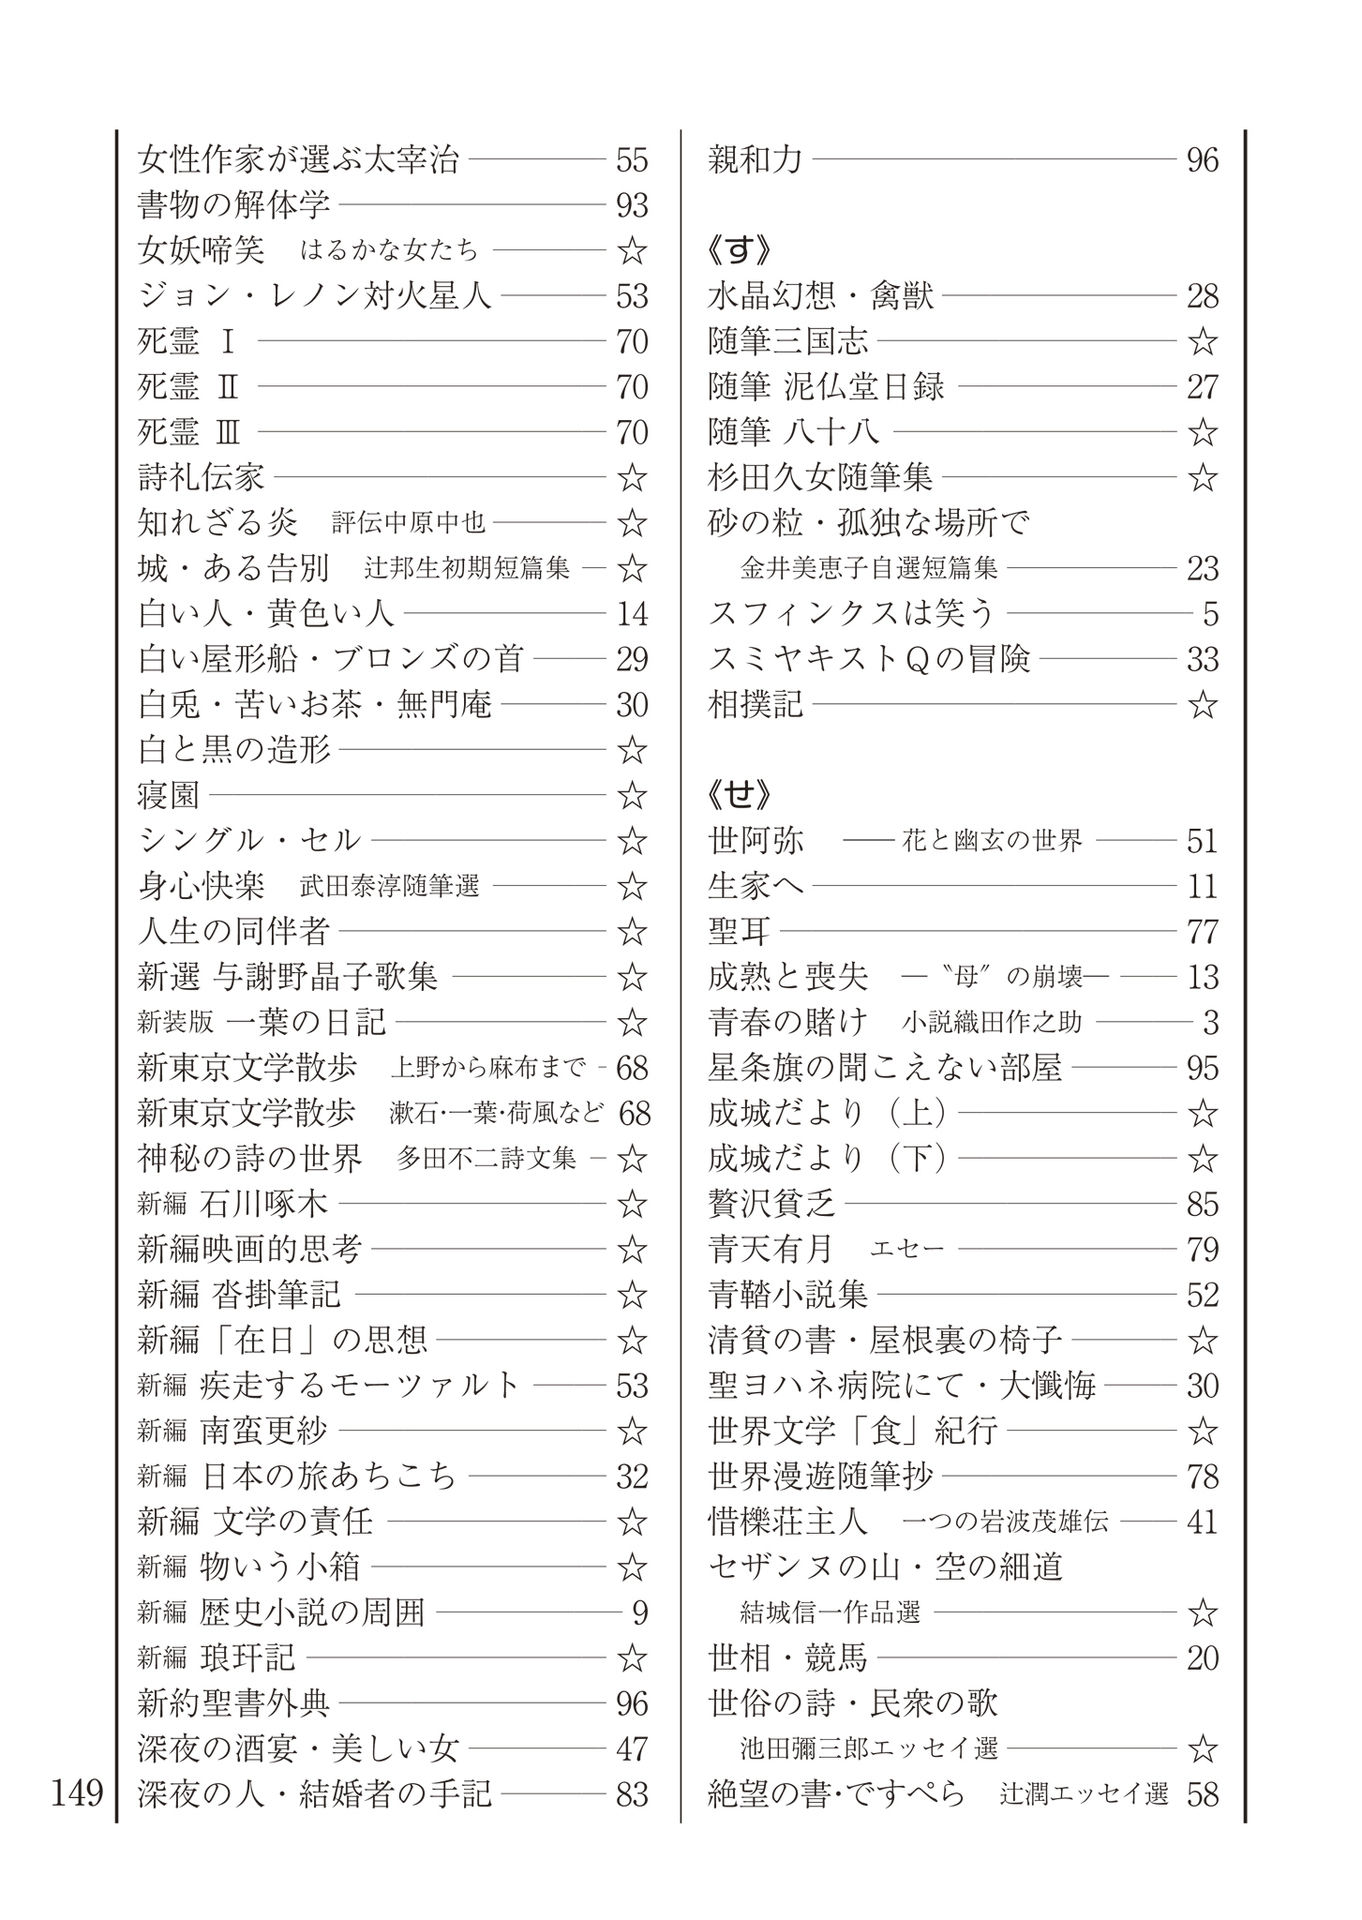 女性作家が選ぶ太宰治 55
書物の解体学 93
女妖啼笑 はるかな女たち ☆
ジョン・レノン対火星人 53
死霊 Ⅰ 70
死霊 Ⅱ 70
死霊 Ⅲ 70
詩礼伝家 ☆
知れざる炎 評伝中原中也 ☆
城・ある告別 辻邦生初期短篇集 ☆
白い人・黄色い人 14
白い屋形船・ブロンズの首 29
白兎・苦いお茶・無門庵 30
白と黒の造形 ☆
寝園 ☆
シングル・セル ☆
身心快楽 武田泰淳随筆選 ☆
人生の同伴者 ☆
新選 与謝野晶子歌集 ☆
新装版 一葉の日記 ☆
新東京文学散歩 上野から麻布まで 68
新東京文学散歩 漱石・一葉・荷風など 68
神秘の詩の世界 多田不二詩文集 ☆
新編 石川啄木 ☆
新編映画的思考 ☆
新編 沓掛筆記 ☆
新編「在日」の思想 ☆
新編 疾走するモーツァルト 53
新編 南蛮更紗 ☆
新編 日本の旅あちこち 32
新編 文学の責任 ☆
新編 物いう小箱 ☆
新編 歴史小説の周囲 9
新編 琅玕記 ☆
新約聖書外典 96
深夜の酒宴・美しい女 47
深夜の人・結婚者の手記 83
親和力 96
《す》
水晶幻想・禽獣 28
随筆三国志 ☆
随筆 泥仏堂日録 27
随筆 八十八 ☆
杉田久女随筆集 ☆
砂の粒・孤独な場所で
金井美恵子自選短篇集 23
スフィンクスは笑う 5
スミヤキストQの冒険 33
相撲記 ☆
《せ》
世阿弥 ――花と幽玄の世界 51
生家へ 11
聖耳 77
成熟と喪失 ―〝母〟の崩壊― 13
青春の賭け 小説織田作之助 3
星条旗の聞こえない部屋 95
成城だより（上） ☆
成城だより（下） ☆
贅沢貧乏 85
青天有月 エセー 79
青鞜小説集 52
清貧の書・屋根裏の椅子 ☆
聖ヨハネ病院にて・大懺悔 30
世界文学「食」紀行 ☆
世界漫遊随筆抄 78
惜櫟荘主人 一つの岩波茂雄伝 41
セザンヌの山・空の細道
結城信一作品選 ☆
世相・競馬 20
世俗の詩・民衆の歌
池田彌三郎エッセイ選 ☆
絶望の書・ですぺら 辻潤エッセイ選 58
149